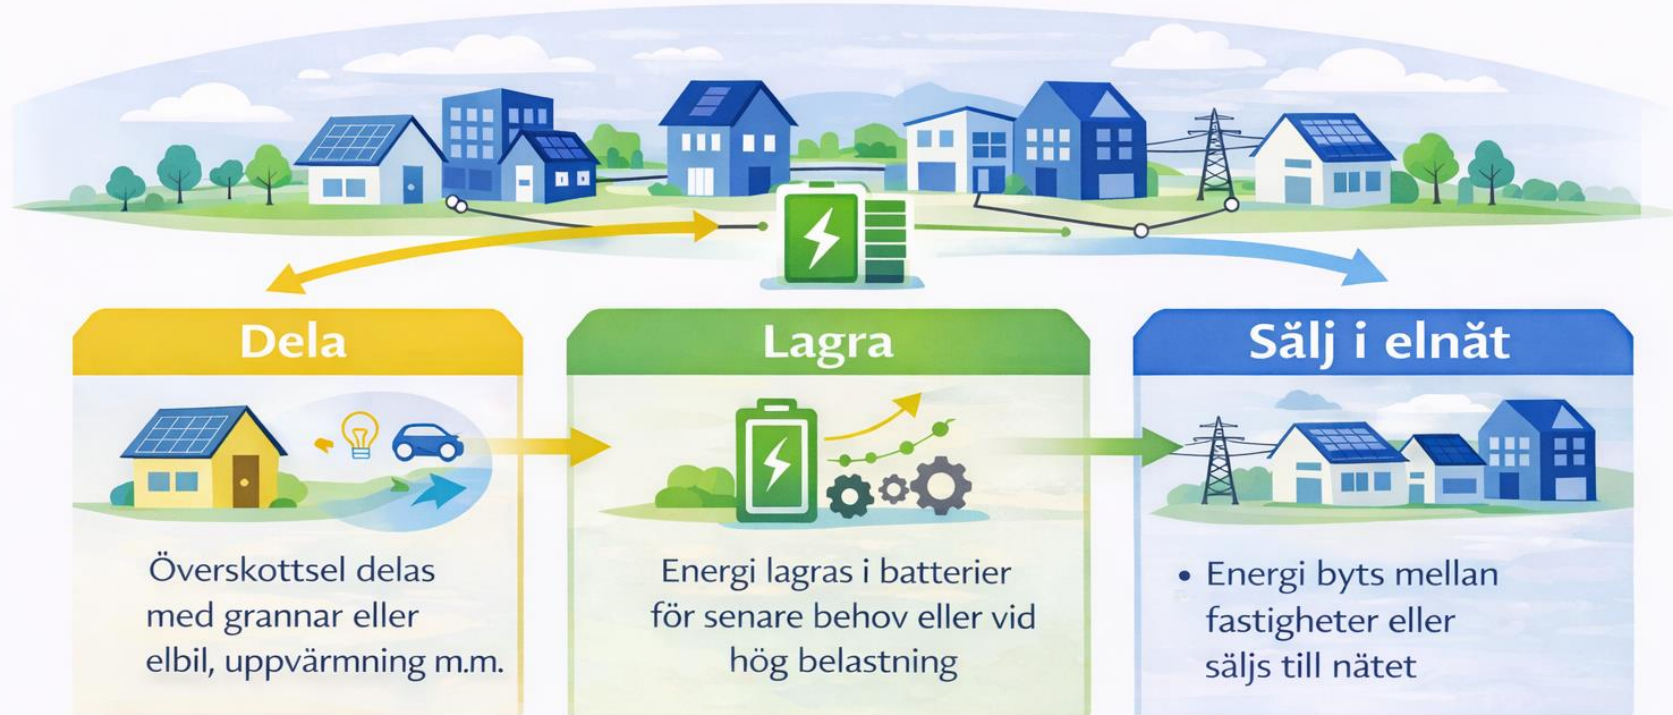 Dela
Överskottsel delas
med grannar eller
elbil, uppvärmning m.m.
Lagra
Energi lagras i batterier
för senare behov eller vid
hög belastning
Sälj i elnăt
• Energi byts mellan
fastigheter eller
säljs till nätet